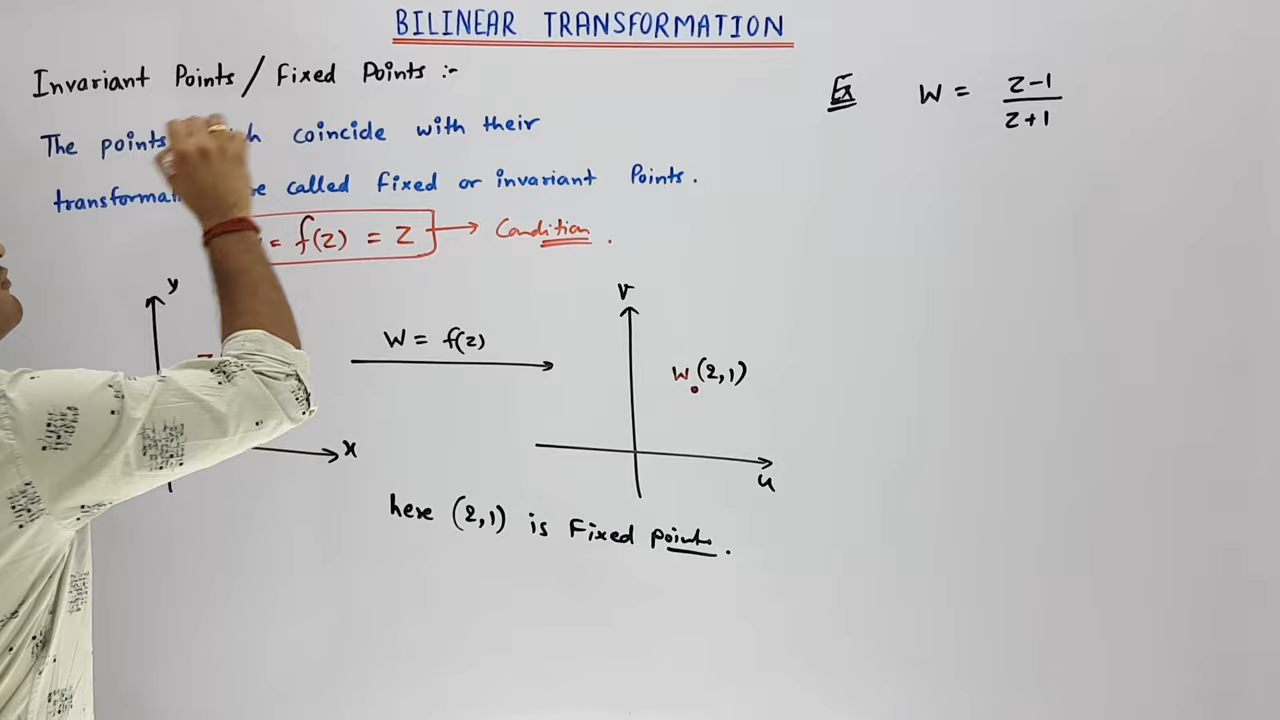 BILINEAR TRANSFORMATION
Invariant Points / Fixed Points :-
The points coincide with their
called Fixed or invariant Points.
= f(z) = z → Condition.
y
x
W = f(z)
v
W (2,1)
u
here (2,1) is Fixed points.
Ex W = z-1
z+1